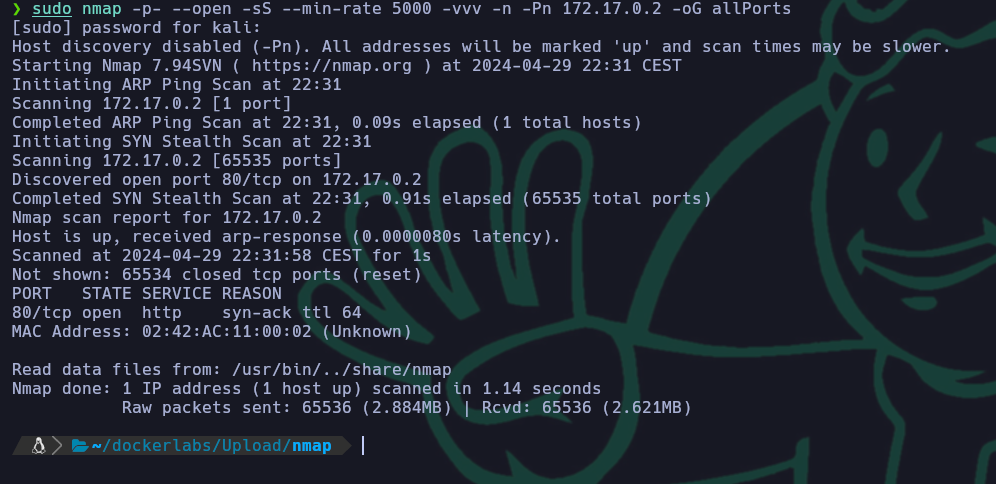 ❯ sudo nmap -p- --open -sS --min-rate 5000 -vvv -n -Pn 172.17.0.2 -oG allPorts
[sudo] password for kali:
Host discovery disabled (-Pn). All addresses will be marked 'up' and scan times may be slower.
Starting Nmap 7.94SVN ( https://nmap.org ) at 2024-04-29 22:31 CEST
Initiating ARP Ping Scan at 22:31
Scanning 172.17.0.2 [1 port]
Completed ARP Ping Scan at 22:31, 0.09s elapsed (1 total hosts)
Initiating SYN Stealth Scan at 22:31
Scanning 172.17.0.2 [65535 ports]
Discovered open port 80/tcp on 172.17.0.2
Completed SYN Stealth Scan at 22:31, 0.91s elapsed (65535 total ports)
Nmap scan report for 172.17.0.2
Host is up, received arp-response (0.0000080s latency).
Scanned at 2024-04-29 22:31:58 CEST for 1s
Not shown: 65534 closed tcp ports (reset)
PORT   STATE SERVICE REASON
80/tcp open  http    syn-ack ttl 64
MAC Address: 02:42:AC:11:00:02 (Unknown)

Read data files from: /usr/bin/../share/nmap
Nmap done: 1 IP address (1 host up) scanned in 1.14 seconds
           Raw packets sent: 65536 (2.884MB) | Rcvd: 65536 (2.621MB)

~/dockerlabs/Upload/nmap